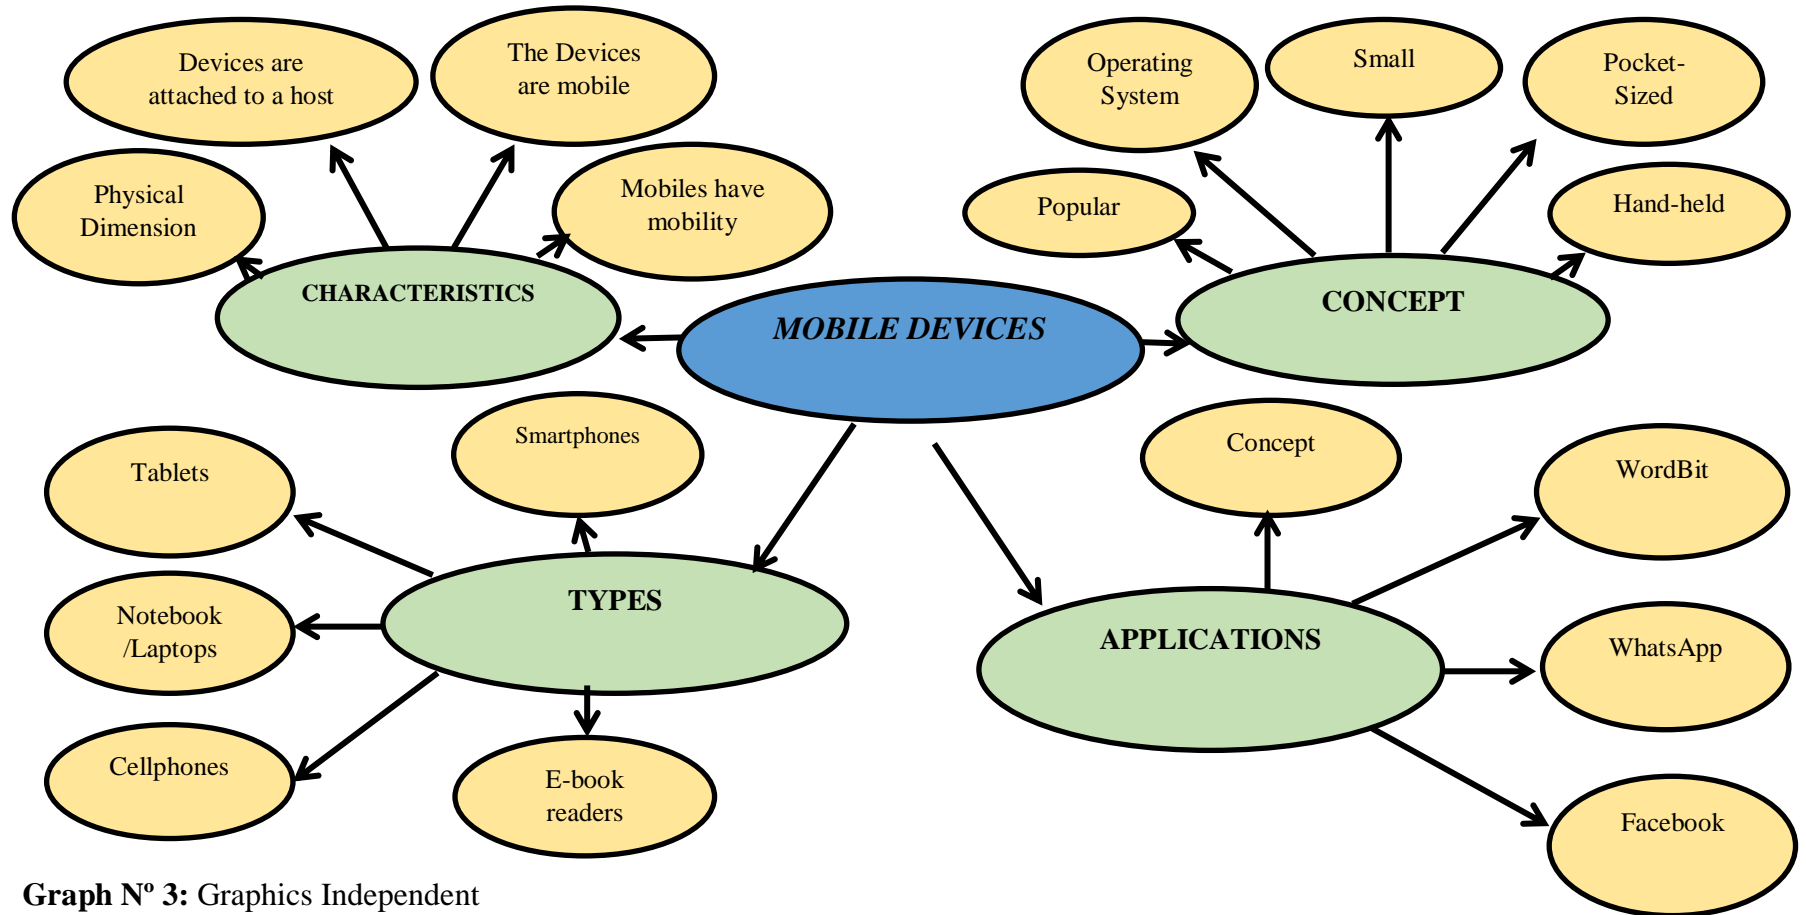 Devices are
attached to a host
The Devices
are mobile
Physical
Dimension
Mobiles have
mobility
CHARACTERISTICS
Operating
System
Small
Pocket-
Sized
Popular
Hand-held
CONCEPT
MOBILE DEVICES
Smartphones
Tablets
Notebook
/Laptops
Cellphones
E-book
readers
TYPES
Concept
WordBit
WhatsApp
Facebook
APPLICATIONS
Graph Nº 3: Graphics Independent